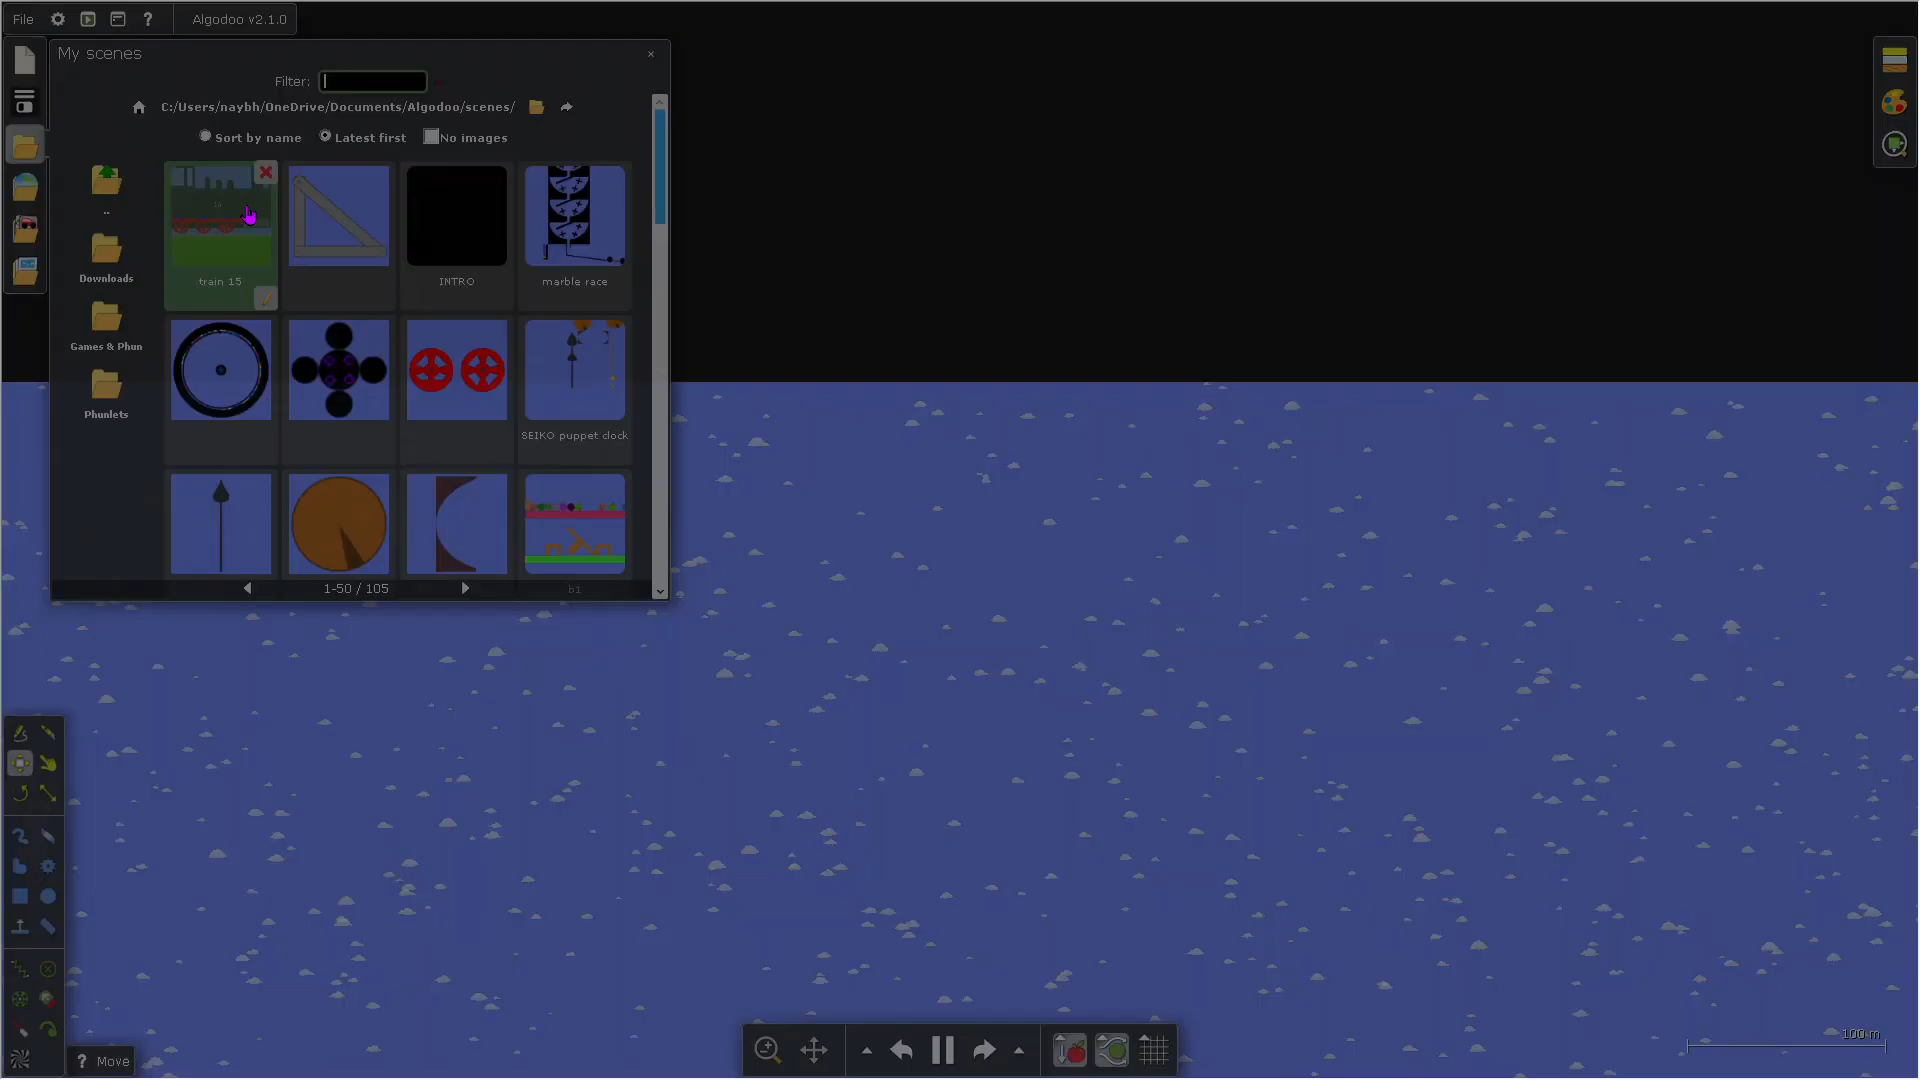 File
? Algodoo v2.1.0
My scenes
Filter:
C:/Users/naybh/OneDrive/Documents/Algodoo/scenes/
Sort by name Latest first No images
..
Downloads
Games & Phun
Phunlets
train 15
INTRO
marble race
SEIKO puppet clock
b1
1-50 / 105
? Move
100 m